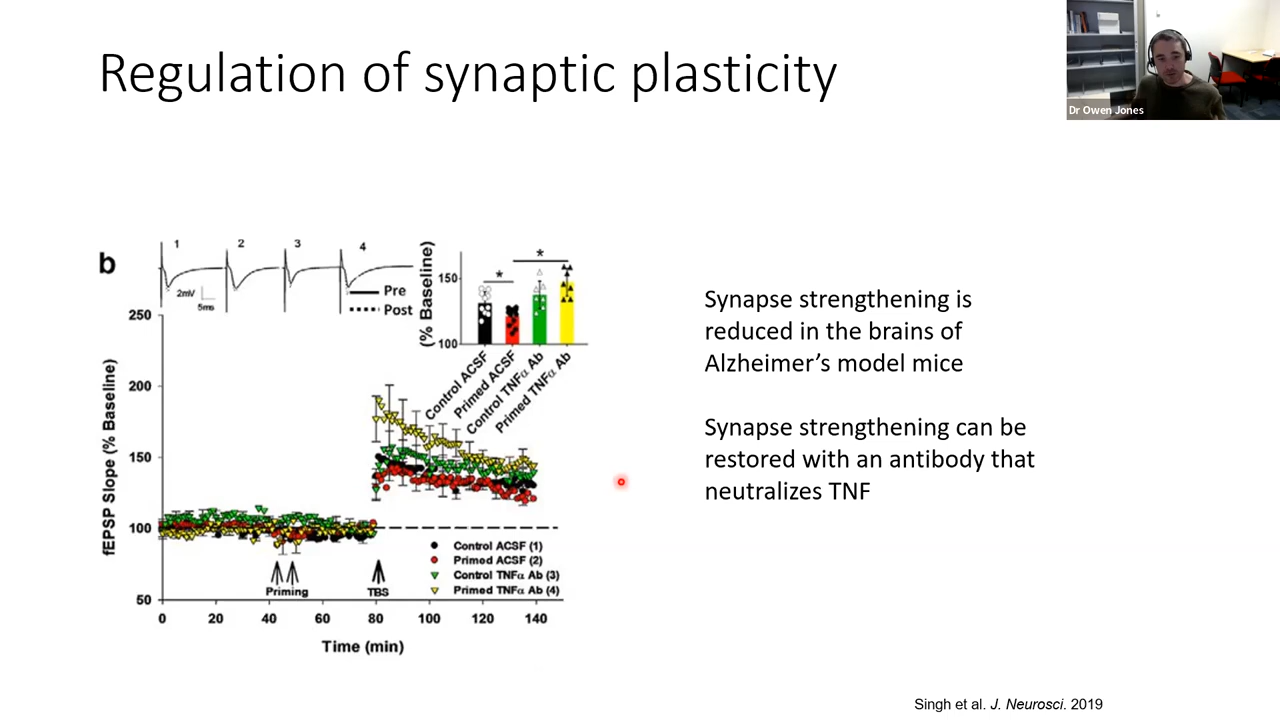 Regulation of synaptic plasticity
Dr Owen Jones
b
1
2
3
4
2mV
5ms
Pre
Post
(% Baseline)
150
100
*
*
Control ACSF
Primed ACSF
Control TNFα Ab
Primed TNFα Ab
fEPSP Slope (% Baseline)
250
200
150
100
50
Priming
TBS
Control ACSF (1)
Primed ACSF (2)
Control TNFα Ab (3)
Primed TNFα Ab (4)
0 20 40 60 80 100 120 140
Time (min)
Synapse strengthening is
reduced in the brains of
Alzheimer’s model mice
Synapse strengthening can be
restored with an antibody that
neutralizes TNF
Singh et al. J. Neurosci. 2019